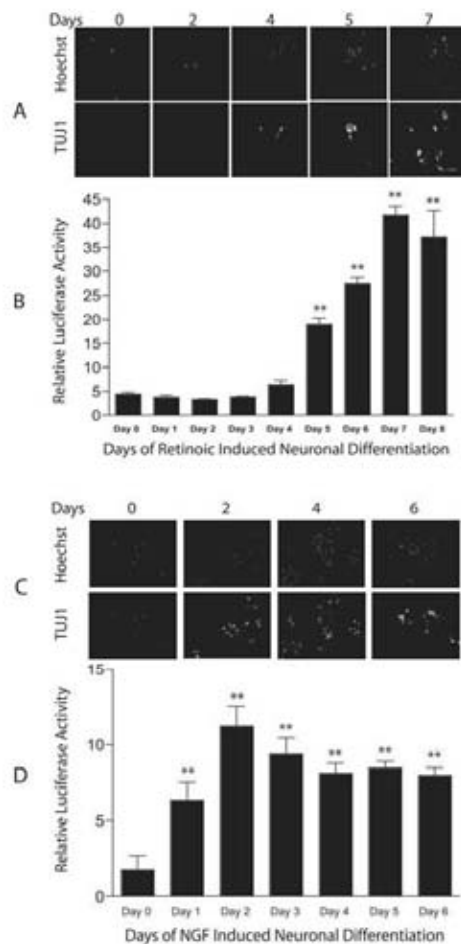 Days 0 2 4 5 7
Hoechst
A
TUJ1
B
Relative Luciferase Activity
45
40
35
30
25
20
15
10
5
0
** ** ** **
Day 0 Day 1 Day 2 Day 3 Day 4 Day 5 Day 6 Day 7 Day 8
Days of Retinoic Induced Neuronal Differentiation
Days 0 2 4 6
Hoechst
C
TUJ1
D
Relative Luciferase Activity
15
10
5
0
** ** ** ** ** **
Day 0 Day 1 Day 2 Day 3 Day 4 Day 5 Day 6
Days of NGF Induced Neuronal Differentiation